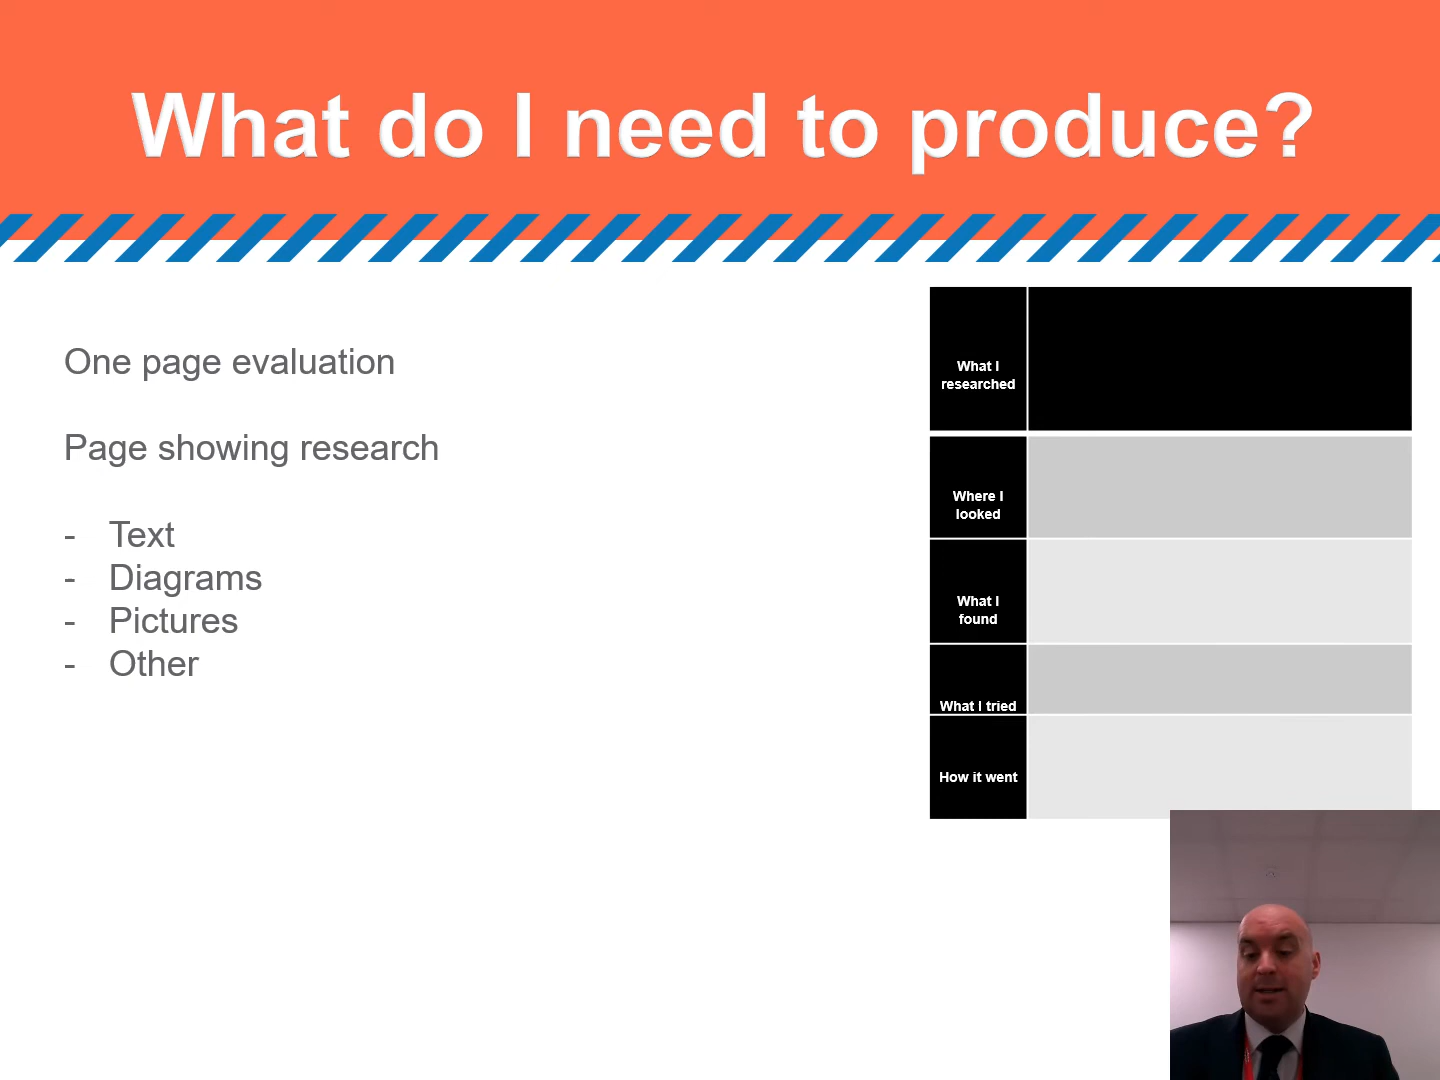 What do I need to produce?
One page evaluation
Page showing research
- Text
- Diagrams
- Pictures
- Other
What I
researched
Where I
looked
What I
found
What I tried
How it went